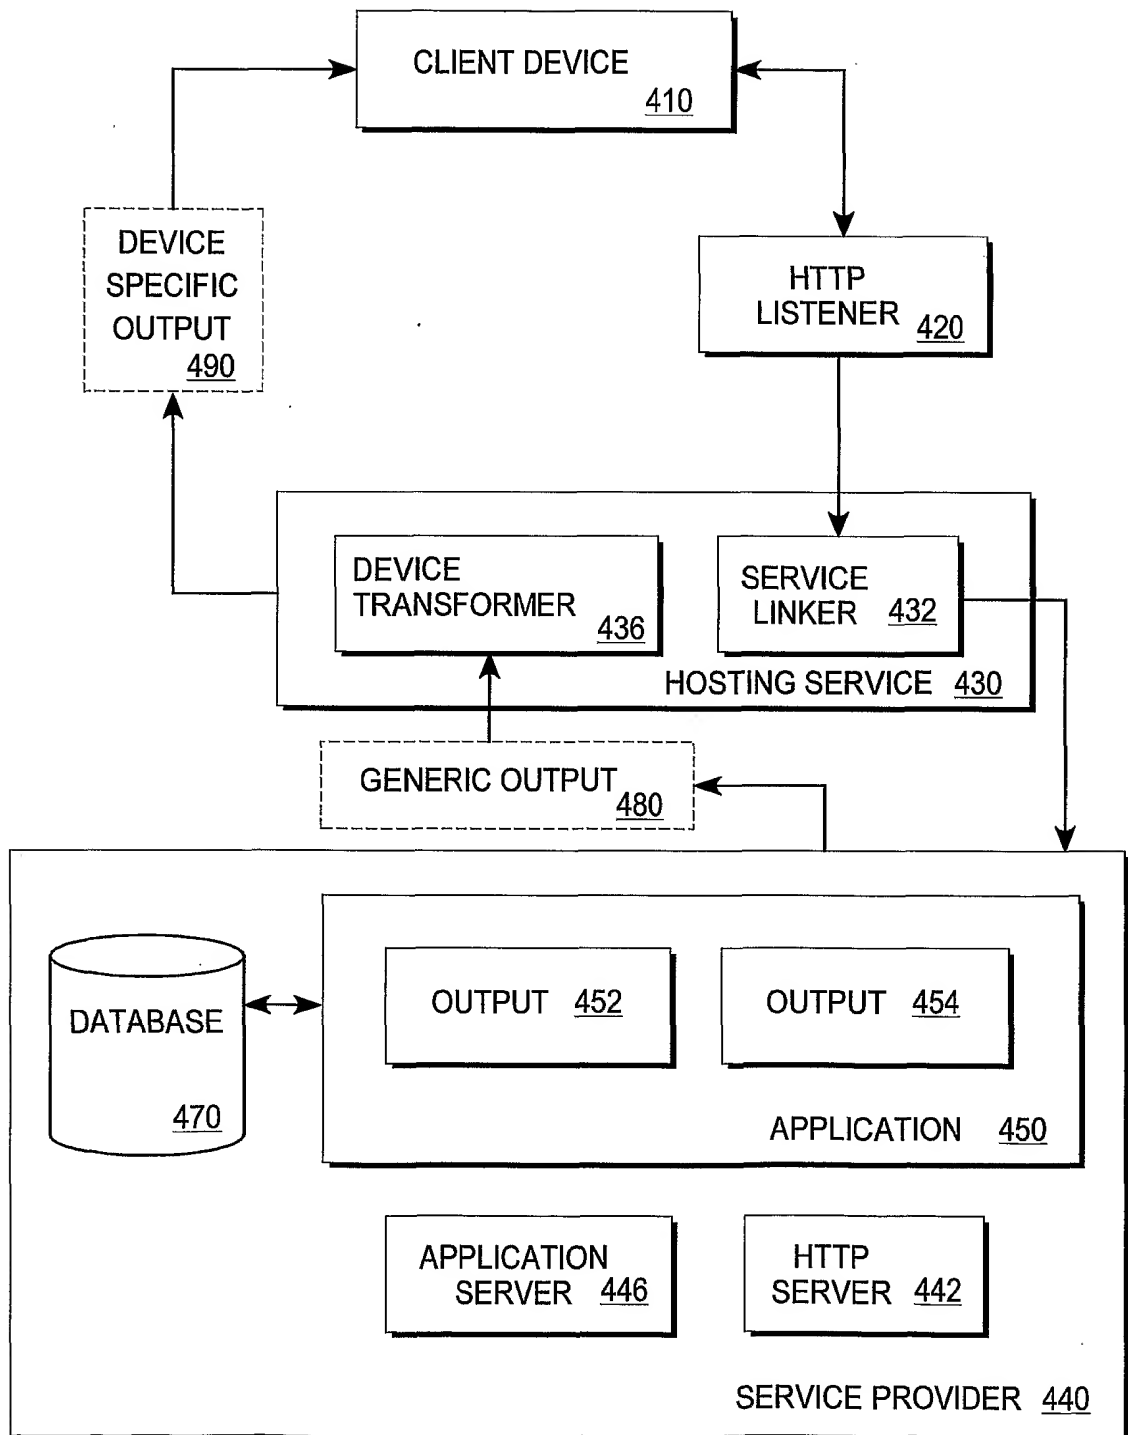 CLIENT DEVICE
410
DEVICE
SPECIFIC
OUTPUT
490
HTTP
LISTENER 420
DEVICE
TRANSFORMER
436
SERVICE
LINKER 432
HOSTING SERVICE 430
GENERIC OUTPUT
480
DATABASE
470
OUTPUT 452
OUTPUT 454
APPLICATION 450
APPLICATION
SERVER 446
HTTP
SERVER 442
SERVICE PROVIDER 440